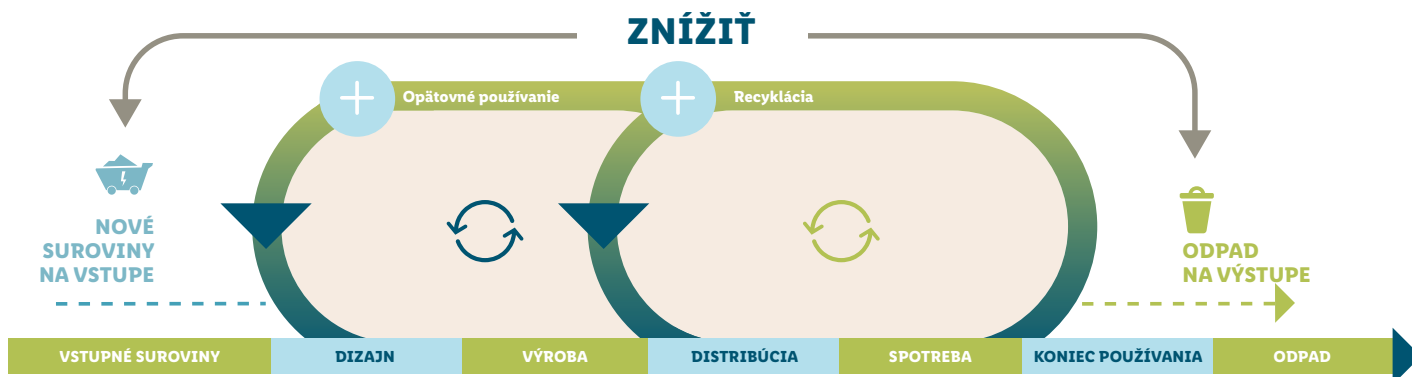 ZNÍŽIŤ
Opätovné používanie
Recyklácia
NOVÉ
SUROVINY
NA VSTUPE
ODPAD
NA VÝSTUPE
VSTUPNÉ SUROVINY
DIZAJN
VÝROBA
DISTRIBÚCIA
SPOTREBA
KONIEC POUŽÍVANIA
ODPAD